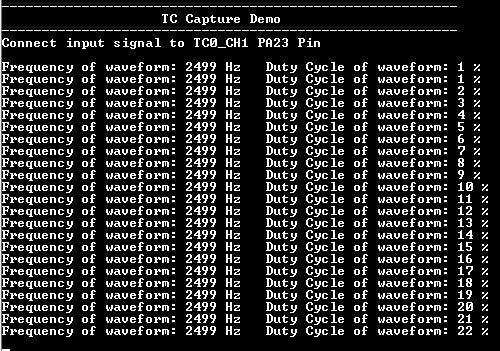 ------------------------------------------------------------
TC Capture Demo
------------------------------------------------------------
Connect input signal to TC0_CH1 PA23 Pin
Frequency of waveform: 2499 Hz    Duty Cycle of waveform: 1 %
Frequency of waveform: 2499 Hz    Duty Cycle of waveform: 1 %
Frequency of waveform: 2499 Hz    Duty Cycle of waveform: 2 %
Frequency of waveform: 2499 Hz    Duty Cycle of waveform: 3 %
Frequency of waveform: 2499 Hz    Duty Cycle of waveform: 4 %
Frequency of waveform: 2499 Hz    Duty Cycle of waveform: 5 %
Frequency of waveform: 2499 Hz    Duty Cycle of waveform: 6 %
Frequency of waveform: 2499 Hz    Duty Cycle of waveform: 7 %
Frequency of waveform: 2499 Hz    Duty Cycle of waveform: 8 %
Frequency of waveform: 2499 Hz    Duty Cycle of waveform: 9 %
Frequency of waveform: 2499 Hz    Duty Cycle of waveform: 10 %
Frequency of waveform: 2499 Hz    Duty Cycle of waveform: 11 %
Frequency of waveform: 2499 Hz    Duty Cycle of waveform: 12 %
Frequency of waveform: 2499 Hz    Duty Cycle of waveform: 13 %
Frequency of waveform: 2499 Hz    Duty Cycle of waveform: 14 %
Frequency of waveform: 2499 Hz    Duty Cycle of waveform: 15 %
Frequency of waveform: 2499 Hz    Duty Cycle of waveform: 16 %
Frequency of waveform: 2499 Hz    Duty Cycle of waveform: 17 %
Frequency of waveform: 2499 Hz    Duty Cycle of waveform: 18 %
Frequency of waveform: 2499 Hz    Duty Cycle of waveform: 19 %
Frequency of waveform: 2499 Hz    Duty Cycle of waveform: 20 %
Frequency of waveform: 2499 Hz    Duty Cycle of waveform: 21 %
Frequency of waveform: 2499 Hz    Duty Cycle of waveform: 22 %